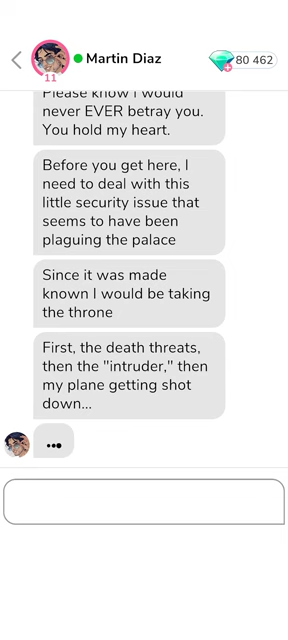 Martin Diaz
80 462
11
Please know I would
never EVER betray you.
You hold my heart.
Before you get here, I
need to deal with this
little security issue that
seems to have been
plaguing the palace
Since it was made
known I would be taking
the throne
First, the death threats,
then the "intruder," then
my plane getting shot
down...